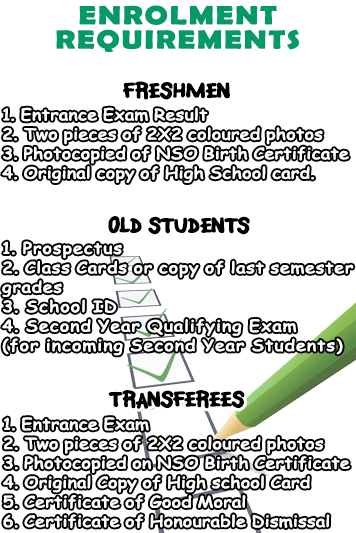 ENROLMENT
REQUIREMENTS
FRESHMEN
1. Entrance Exam Result
2. Two pieces of 2X2 coloured photos
3. Photocopied of NSO Birth Certificate
4. Original copy of High School card.
OLD STUDENTS
1. Prospectus
2. Class Cards or copy of last semester
grades
3. School ID
4. Second Year Qualifying Exam
(for incoming Second Year Students)
TRANSFEREES
1. Entrance Exam
2. Two pieces of 2X2 coloured photos
3. Photocopied on NSO Birth Certificate
4. Original Copy of High school Card
5. Certificate of Good Moral
6. Certificate of Honourable Dismissal